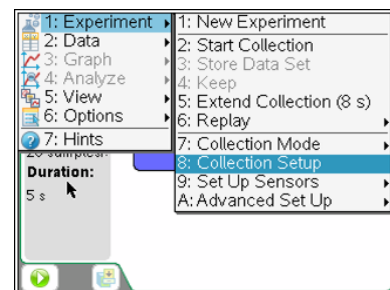 1: Experiment
2: Data
3: Graph
4: Analyze
5: View
6: Options
7: Hints
1: New Experiment
2: Start Collection
3: Store Data Set
4: Keep
5: Extend Collection (8 s)
6: Replay
7: Collection Mode
8: Collection Setup
9: Set Up Sensors
A: Advanced Set Up
Duration:
5 s